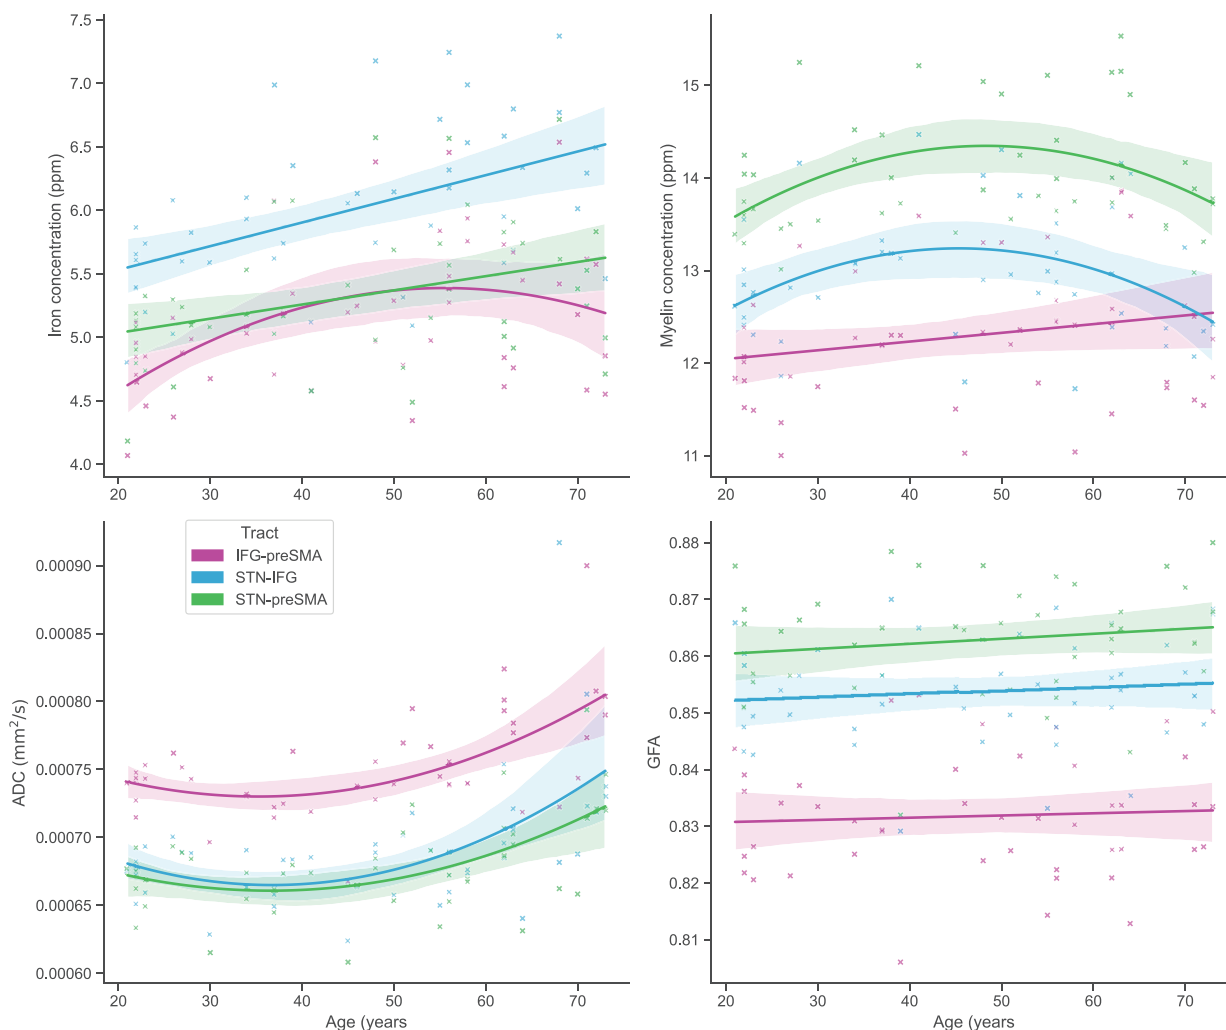 7.5
7.0
6.5
6.0
5.5
5.0
4.5
4.0
Iron concentration (ppm)
20 30 40 50 60 70
15
14
13
12
11
Myelin concentration (ppm)
20 30 40 50 60 70
0.00090
0.00085
0.00080
0.00075
0.00070
0.00065
0.00060
ADC (mm²/s)
Tract
IFG-preSMA
STN-IFG
STN-preSMA
20 30 40 50 60 70
Age (years
0.88
0.87
0.86
0.85
0.84
0.83
0.82
0.81
GFA
20 30 40 50 60 70
Age (years)